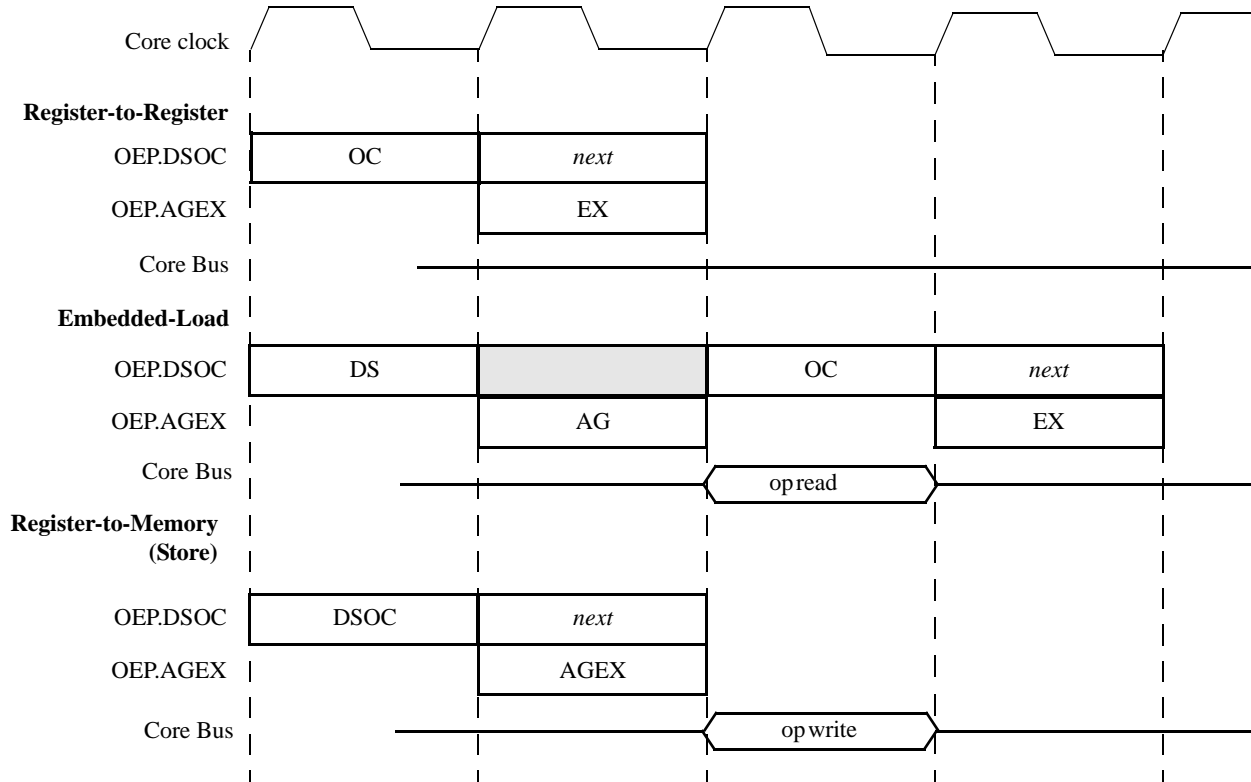 Core clock
Register-to-Register
OEP.DSOC OC next
OEP.AGEX EX
Core Bus
Embedded-Load
OEP.DSOC DS OC next
OEP.AGEX AG EX
Core Bus op read
Register-to-Memory
(Store)
OEP.DSOC DSOC next
OEP.AGEX AGEX
Core Bus op write